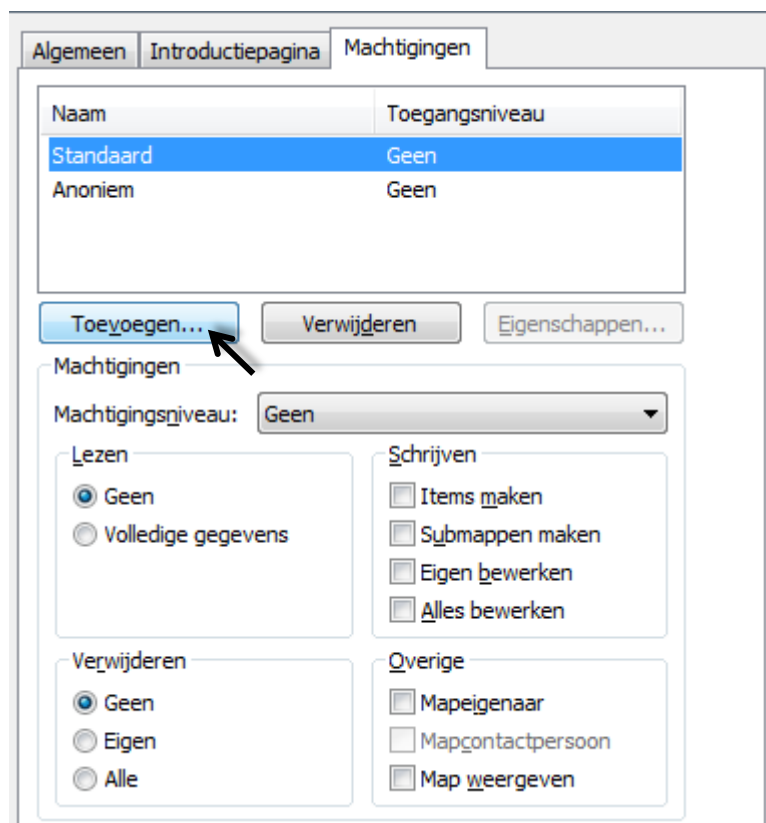 Algemeen Introductiepagina Machtigingen
Naam Toegangsniveau
Standaard Geen
Anoniem Geen
Toevoegen... Verwijderen Eigenschappen...
Machtigingen
Machtigingsniveau: Geen
Lezen
Geen
Volledige gegevens
Schrijven
Items maken
Submappen maken
Eigen bewerken
Alles bewerken
Verwijderen
Geen
Eigen
Alle
Overige
Mapeigenaar
Mapcontactpersoon
Map weergeven